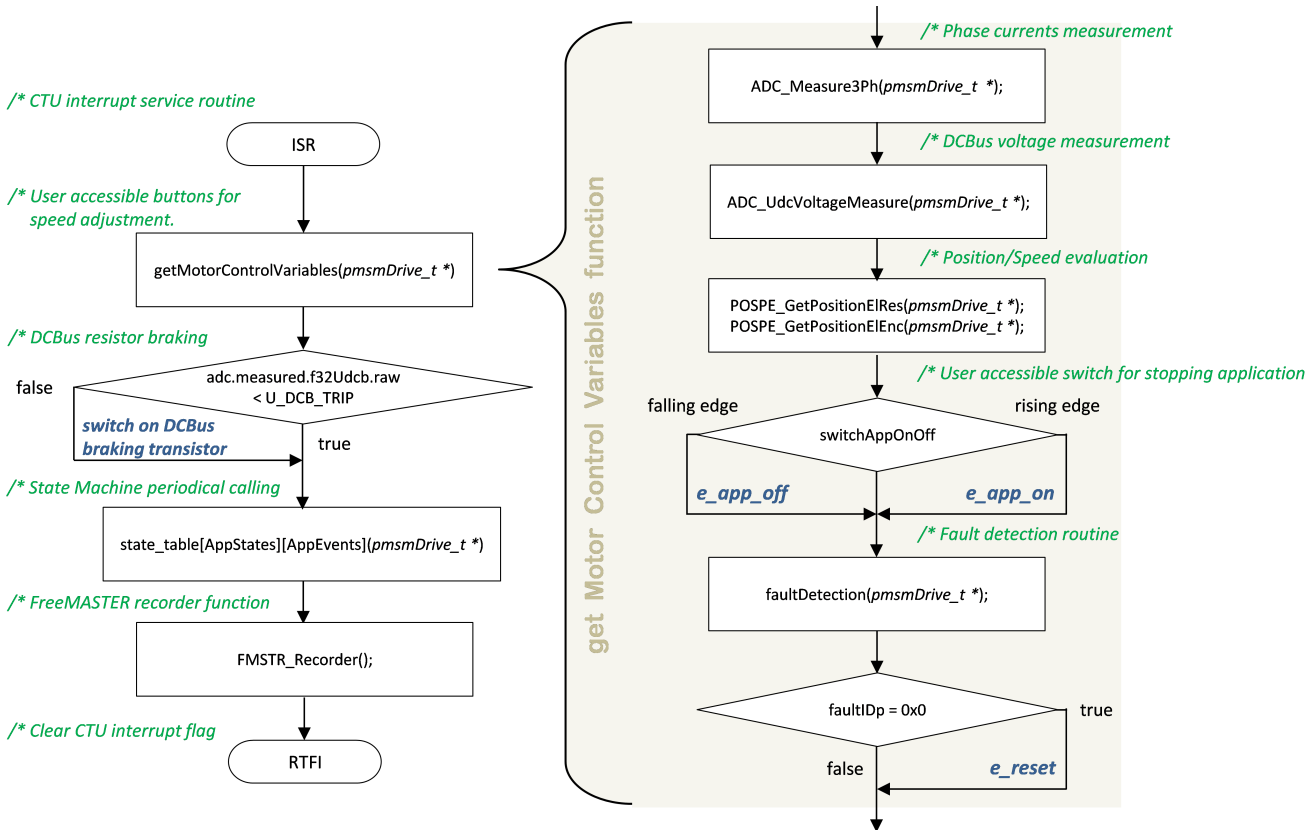 /* CTU interrupt service routine
ISR
/* User accessible buttons for
speed adjustment.
getMotorControlVariables(pmsmDrive_t *)
/* DCBus resistor braking
false
adc.measured.f32Udcb.raw
< U_DCB_TRIP
switch on DCBus
braking transistor
true
/* State Machine periodical calling
state_table[AppStates][AppEvents](pmsmDrive_t *)
/* FreeMASTER recorder function
FMSTR_Recorder();
/* Clear CTU interrupt flag
RTFI
get Motor Control Variables function
/* Phase currents measurement
ADC_Measure3Ph(pmsmDrive_t *);
/* DCBus voltage measurement
ADC_UdcVoltageMeasure(pmsmDrive_t *);
/* Position/Speed evaluation
POSPE_GetPositionElRes(pmsmDrive_t *);
POSPE_GetPositionElEnc(pmsmDrive_t *);
/* User accessible switch for stopping application
falling edge
rising edge
switchAppOnOff
e_app_off
e_app_on
/* Fault detection routine
faultDetection(pmsmDrive_t *);
faultIDp = 0x0
true
false
e_reset